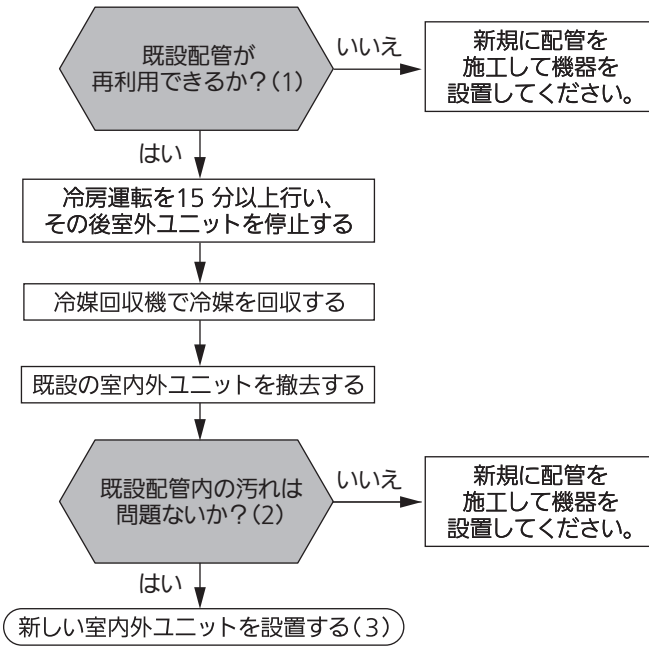 既設配管が
再利用できるか?(1)
いいえ
新規に配管を
施工して機器を
設置してください。
はい
冷房運転を15 分以上行い、
その後室外ユニットを停止する
冷媒回収機で冷媒を回収する
既設の室内外ユニットを撤去する
既設配管内の汚れは
問題ないか?(2)
いいえ
新規に配管を
施工して機器を
設置してください。
はい
新しい室内外ユニットを設置する(3)